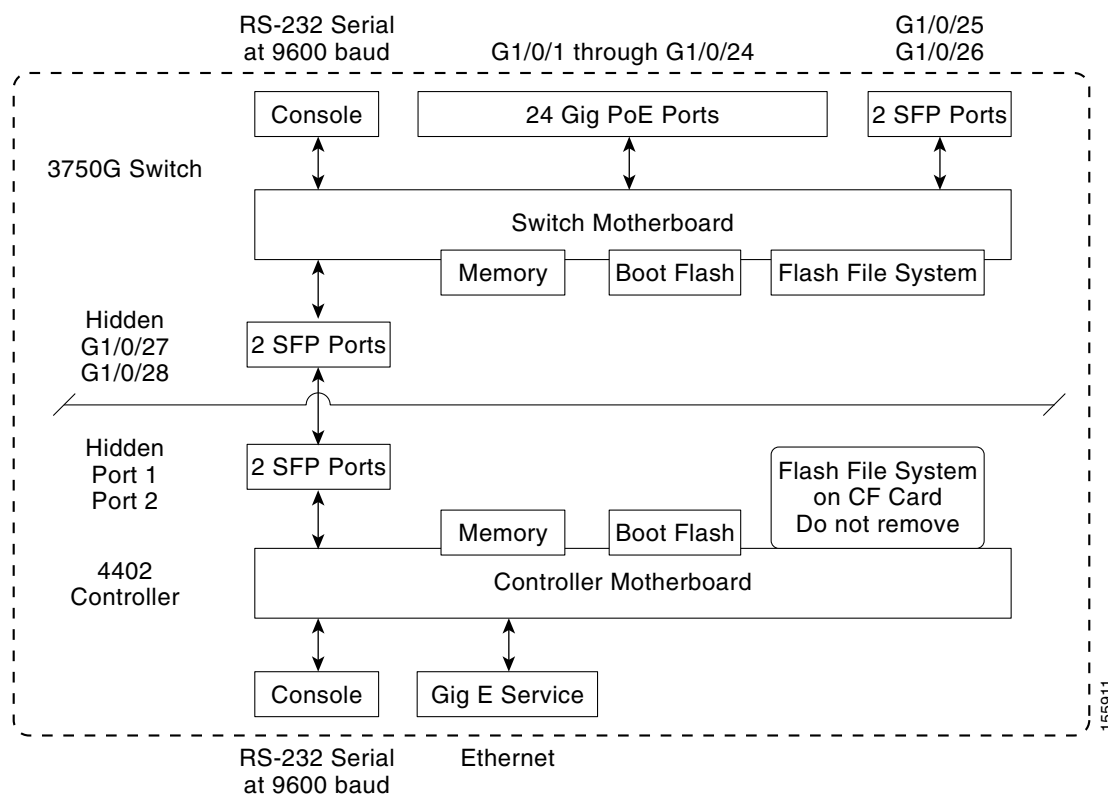 RS-232 Serial
at 9600 baud
G1/0/1 through G1/0/24
G1/0/25
G1/0/26
Console
24 Gig PoE Ports
2 SFP Ports
3750G Switch
Switch Motherboard
Memory
Boot Flash
Flash File System
Hidden
G1/0/27
G1/0/28
2 SFP Ports
Hidden
Port 1
Port 2
2 SFP Ports
Flash File System
on CF Card
Do not remove
Memory
Boot Flash
4402
Controller
Controller Motherboard
Console
Gig E Service
155911
RS-232 Serial
at 9600 baud
Ethernet